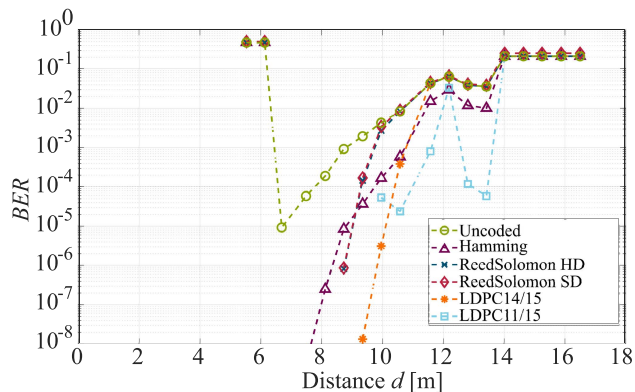 10^0
10^-1
10^-2
10^-3
10^-4
10^-5
10^-6
10^-7
10^-8
BER
Uncoded
Hamming
ReedSolomon HD
ReedSolomon SD
LDPC14/15
LDPC11/15
0 2 4 6 8 10 12 14 16 18
Distance d [m]